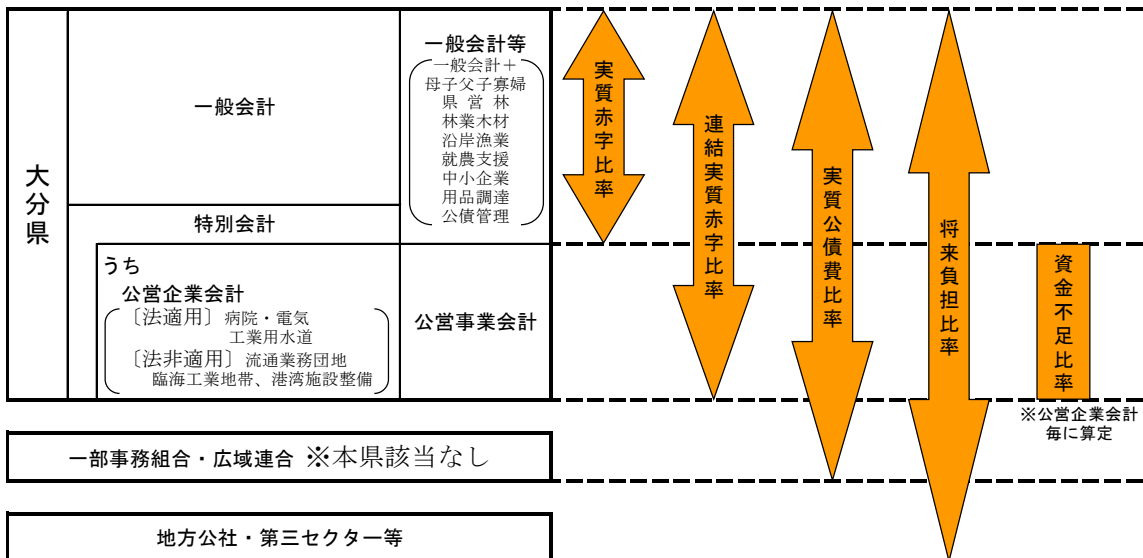 大分県
一般会計
一般会計等
一般会計＋
母子父子寡婦
県営林
林業木材
沿岸漁業
就農支援
中小企業
用品調達
公債管理
特別会計
うち
公営企業会計
〔法適用〕病院・電気
工業用水道
〔法非適用〕流通業務団地
臨海工業地帯、港湾施設整備
公営事業会計
一部事務組合・広域連合 ※本県該当なし
地方公社・第三セクター等
実質赤字比率
連結実質赤字比率
実質公債費比率
将来負担比率
資金不足比率
※公営企業会計
毎に算定